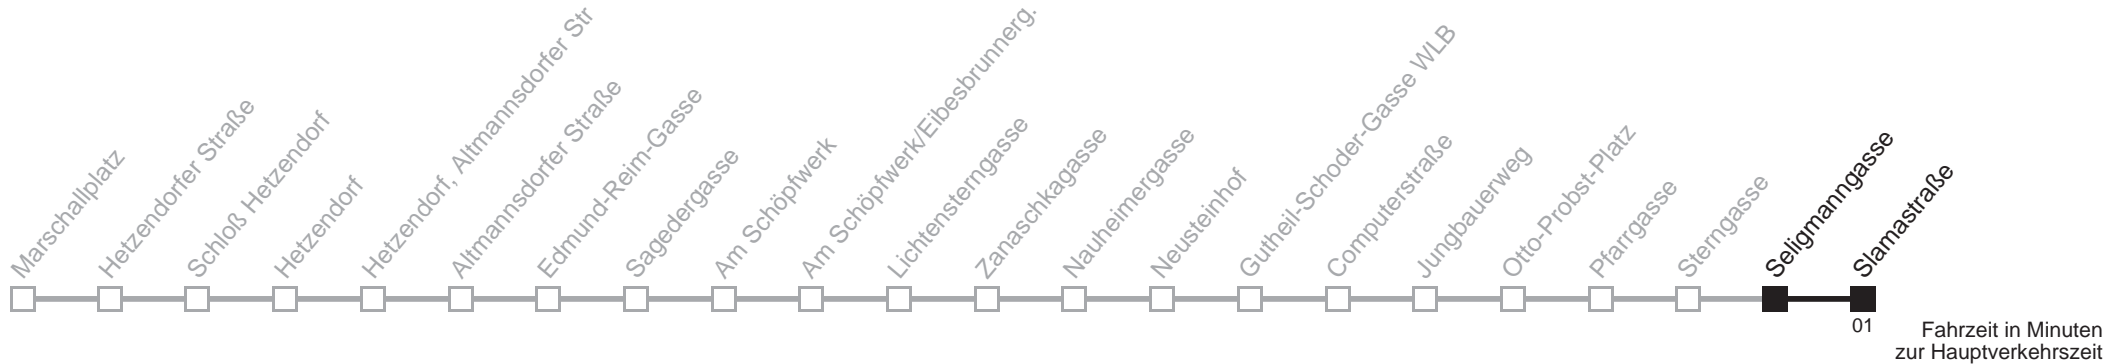 Marschallplatz
Hetzendorfer Straße
Schloß Hetzendorf
Hetzendorf
Hetzendorf, Altmannsdorfer Str
Altmannsdorfer Straße
Edmund-Reim-Gasse
Sagedergasse
Am Schöpfwerk
Am Schöpfwerk/Eibesbrunnerg.
Lichtensterngasse
Zanaschkagasse
Nauheimergasse
Neusteinhof
Gutheil-Schoder-Gasse WLB
Computerstraße
Jungbauerweg
Otto-Probst-Platz
Pfarrgasse
Sterngasse
Seligmanngasse
Slamastraße
01
Fahrzeit in Minuten
zur Hauptverkehrszeit